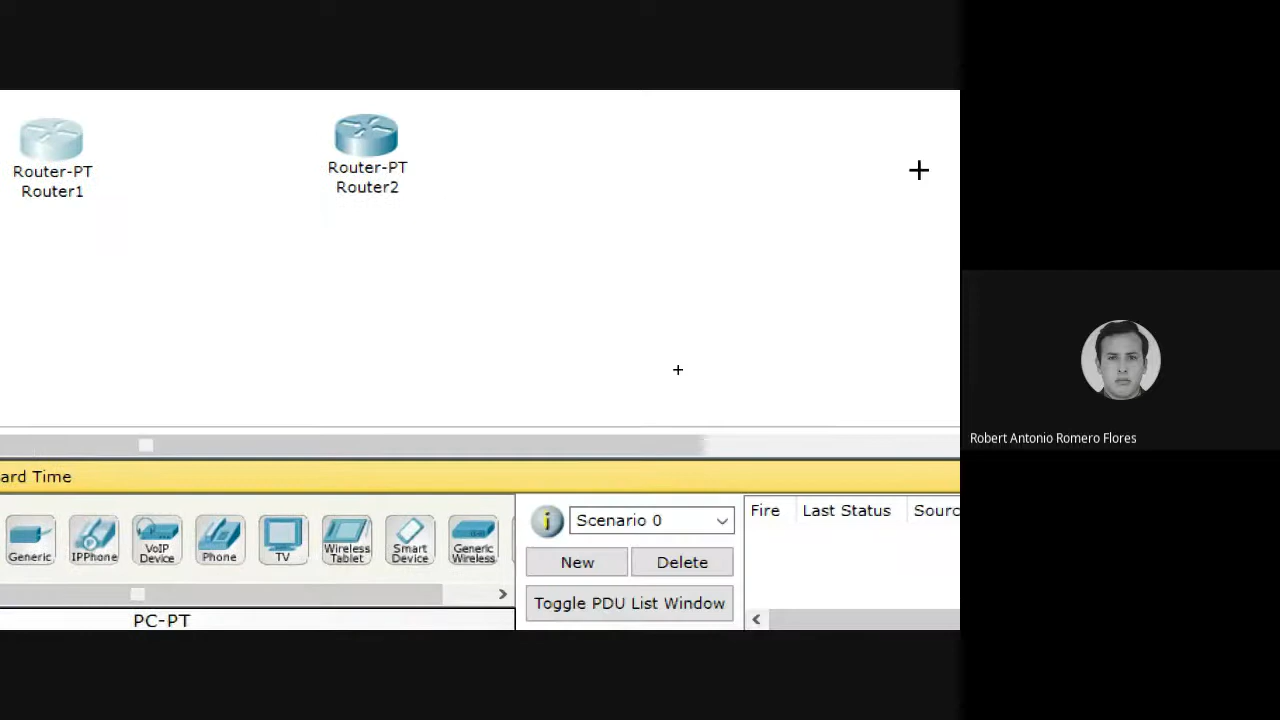 Router-PT
Router1
Router-PT
Router2
Robert Antonio Romero Flores
ard Time
Generic
IPPhone
VoIP
Device
Phone
TV
Wireless
Tablet
Smart
Device
Generic
Wireless
PC-PT
Scenario 0
New
Delete
Toggle PDU List Window
Fire
Last Status
Sourc